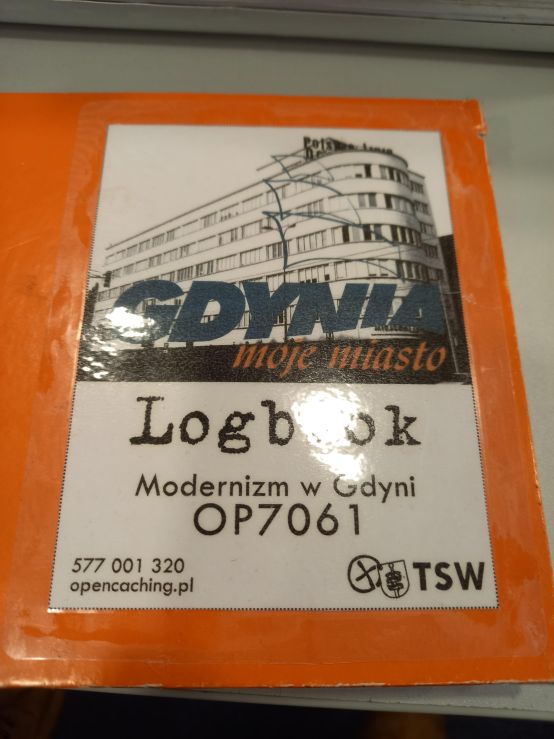 GDYNIA
moje miasto
Logbook
Modernizm w Gdyni
OP7061
577 001 320
opencaching.pl
TSW